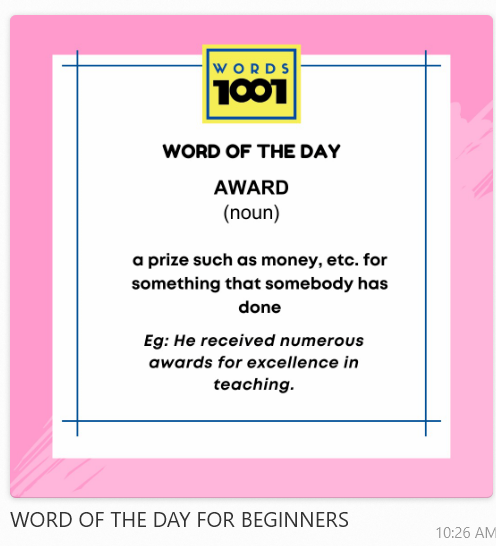 WORDS
1001
WORD OF THE DAY
AWARD
(noun)
a prize such as money, etc. for
something that somebody has
done
Eg: He received numerous
awards for excellence in
teaching.
WORD OF THE DAY FOR BEGINNERS
10:26 AM